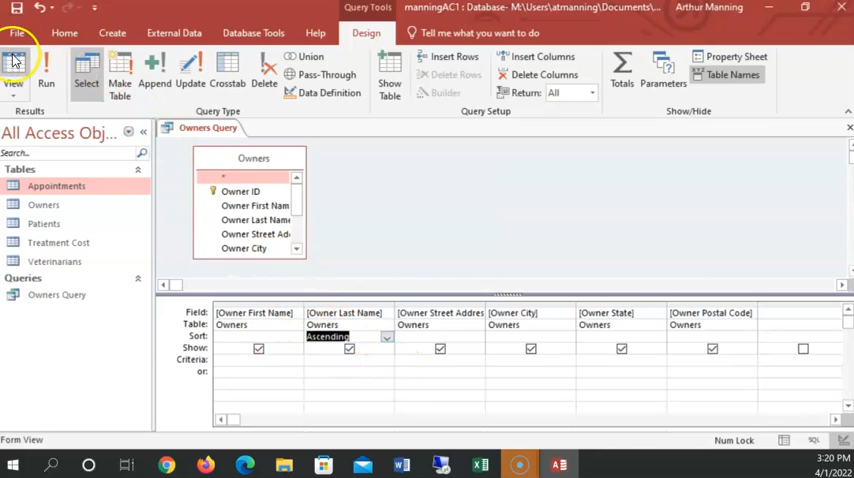 Query Tools
manningAC1 : Database- M:\Users\atmanning\Documents\...
Arthur Manning
File
Home
Create
External Data
Database Tools
Help
Design
Tell me what you want to do
View
Run
Select
Make Table
Append
Update
Crosstab
Delete
Union
Pass-Through
Data Definition
Show Table
Insert Rows
Delete Rows
Builder
Insert Columns
Delete Columns
Return: All
Totals
Parameters
Property Sheet
Table Names
Results
Query Type
Query Setup
Show/Hide
All Access Obj...
Search...
Tables
Appointments
Owners
Patients
Treatment Cost
Veterinarians
Queries
Owners Query
Owners Query
Owners
*
Owner ID
Owner First Nam
Owner Last Name
Owner Street Add
Owner City
Field: [Owner First Name] [Owner Last Name] [Owner Street Addres [Owner City] [Owner State] [Owner Postal Code]
Table: Owners Owners Owners Owners Owners Owners
Sort: Ascending
Show:
Criteria:
or:
Form View
Num Lock
SQL
3:20 PM
4/1/2022